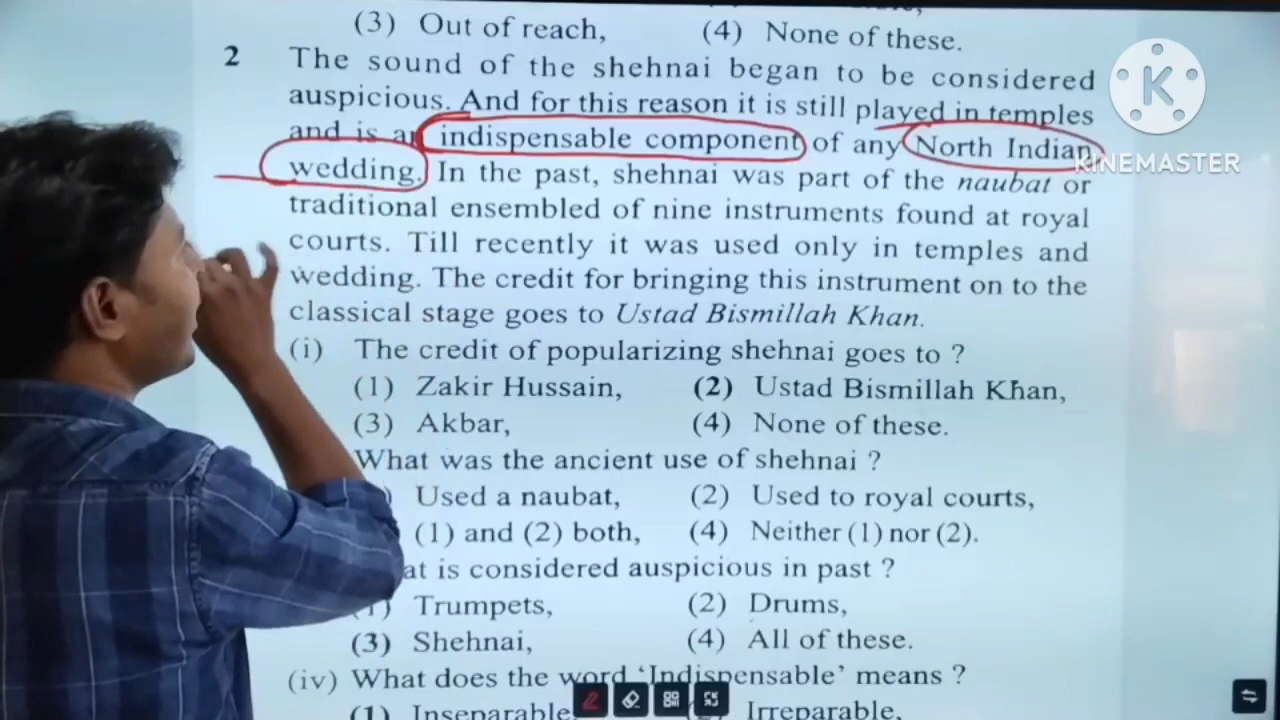 (3) Out of reach, (4) None of these.
2 The sound of the shehnai began to be considered
auspicious. And for this reason it is still played in temples
and is an indispensable component of any North Indian
wedding. In the past, shehnai was part of the naubat or
traditional ensembled of nine instruments found at royal
courts. Till recently it was used only in temples and
wedding. The credit for bringing this instrument on to the
classical stage goes to Ustad Bismillah Khan.
(i) The credit of popularizing shehnai goes to ?
(1) Zakir Hussain, (2) Ustad Bismillah Khan,
(3) Akbar, (4) None of these.
What was the ancient use of shehnai ?
) Used a naubat, (2) Used to royal courts,
(1) and (2) both, (4) Neither (1) nor (2).
at is considered auspicious in past ?
(1) Trumpets, (2) Drums,
(3) Shehnai, (4) All of these.
(iv) What does the word ‘Indispensable’ means ?
(1) Inseparable, (2) Irreparable,
K
KINEMASTER